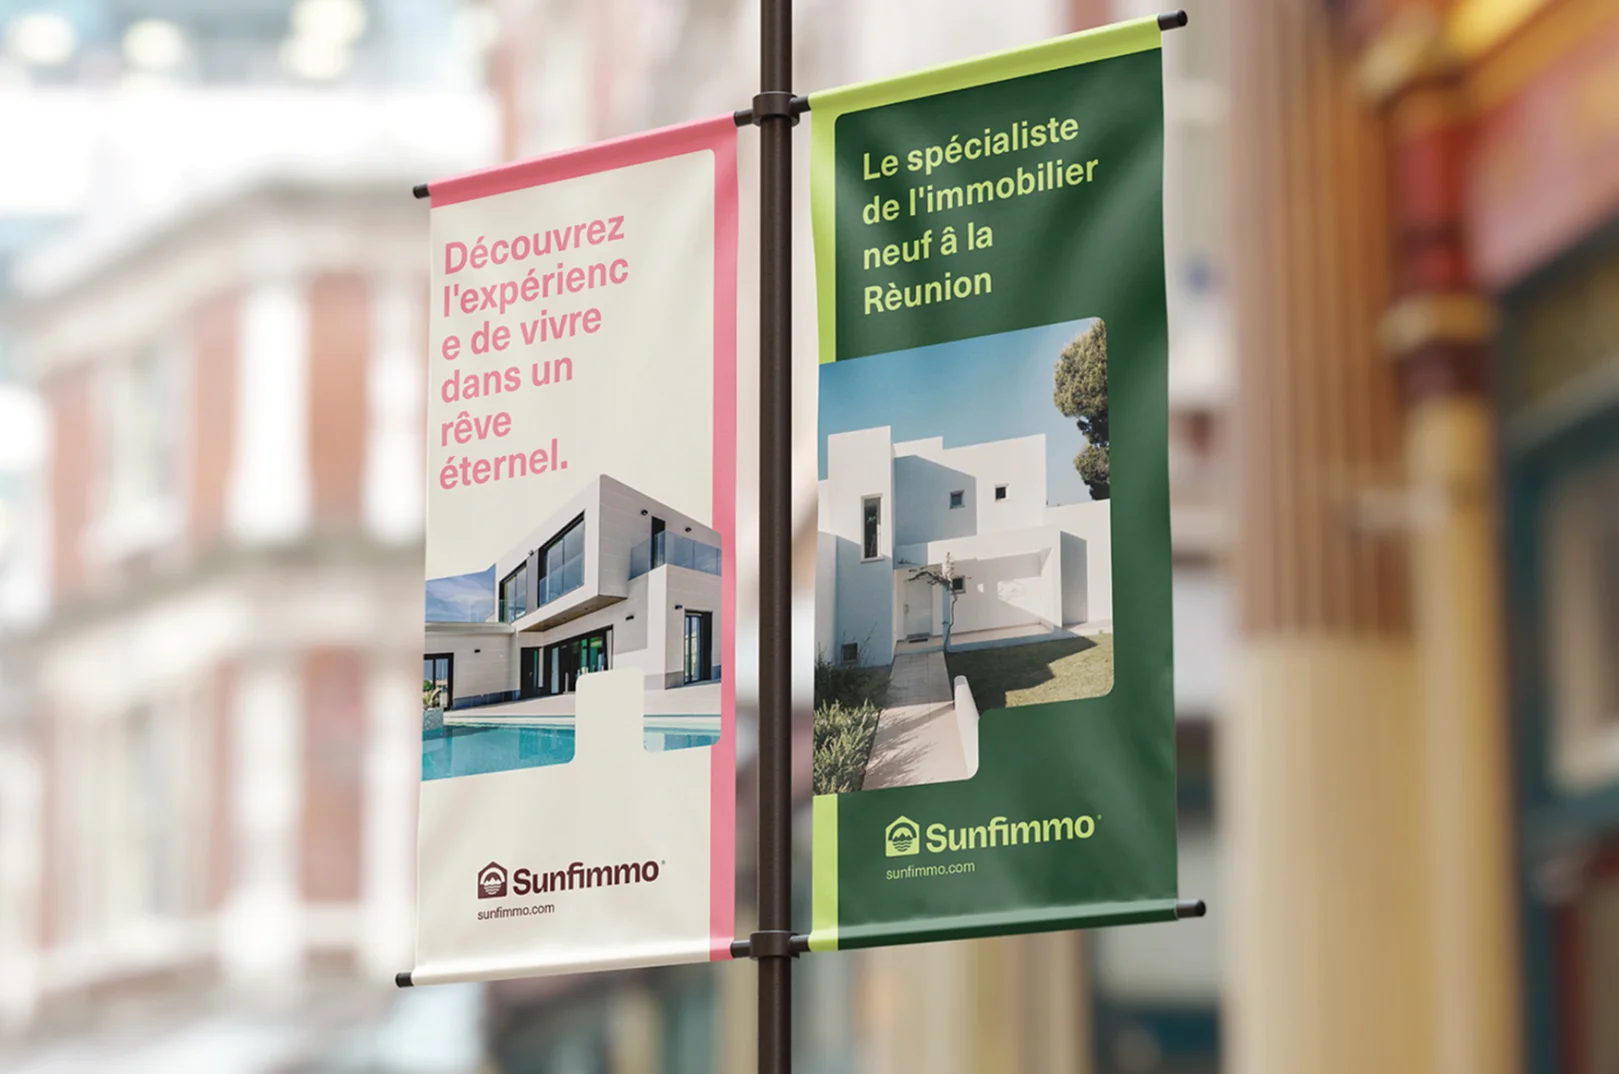 Découvrez
l'expérienc
e de vivre
dans un
rêve
éternel.
Sunfimmo
sunfimmo.com
Le spécialiste
de l'immobilier
neuf â la
Rèunion
Sunfimmo
sunfimmo.com